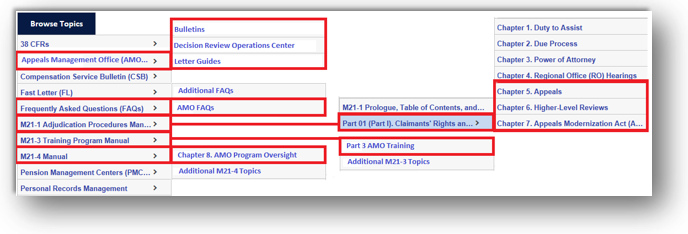 Browse Topics
38 CFRs
Appeals Management Office (AMO...
Compensation Service Bulletin (CSB)
Fast Letter (FL)
Frequently Asked Questions (FAQs)
M21-1 Adjudication Procedures Man...
M21-3 Training Program Manual
M21-4 Manual
Pension Management Centers (PMC...
Personal Records Management
Bulletins
Decision Review Operations Center
Letter Guides
Additional FAQs
AMO FAQs
Chapter 8. AMO Program Oversight
Additional M21-4 Topics
M21-1 Prologue, Table of Contents, and...
Part 01 (Part I). Claimants' Rights an...
Part 3 AMO Training
Additional M21-3 Topics
Chapter 1. Duty to Assist
Chapter 2. Due Process
Chapter 3. Power of Attorney
Chapter 4. Regional Office (RO) Hearings
Chapter 5. Appeals
Chapter 6. Higher-Level Reviews
Chapter 7. Appeals Modernization Act (A...